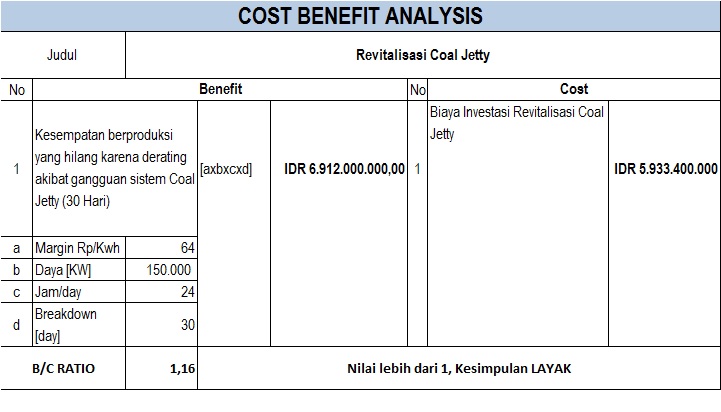 COST BENEFIT ANALYSIS
Judul Revitalisasi Coal Jetty
No Benefit No Cost
1 Kesempatan berproduksi
yang hilang karena derating
akibat gangguan sistem Coal
Jetty (30 Hari) [axbxcxd] IDR 6.912.000.000,00 1 Biaya Investasi Revitalisasi Coal
Jetty IDR 5.933.400.000
a Margin Rp/Kwh 64
b Daya [KW] 150.000
c Jam/day 24
d Breakdown
[day] 30
B/C RATIO 1,16 Nilai lebih dari 1, Kesimpulan LAYAK